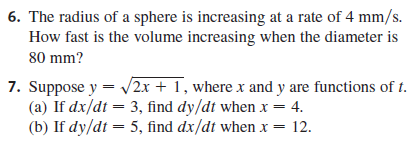 6. The radius of a sphere is increasing at a rate of 4 mm/s.
How fast is the volume increasing when the diameter is
80 mm?
7. Suppose y = √2x + 1, where x and y are functions of t.
(a) If dx/dt = 3, find dy/dt when x = 4.
(b) If dy/dt = 5, find dx/dt when x = 12.